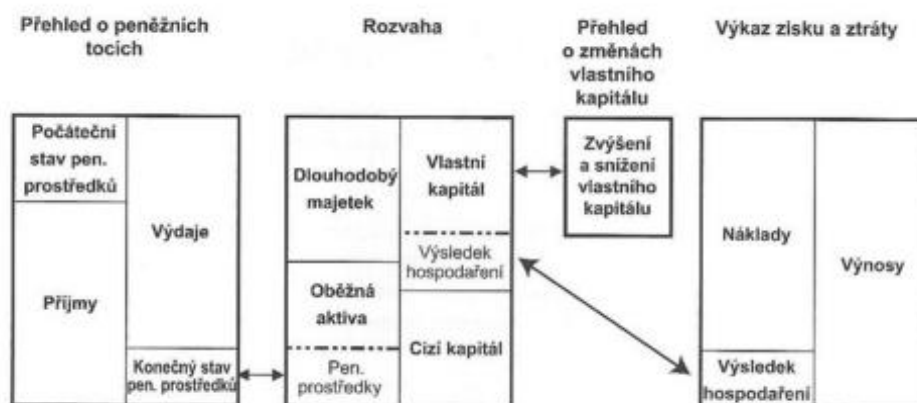 Přehled o peněžních
tocích
Rozvaha
Přehled
o změnách
vlastního
kapitálu
Výkaz zisku a ztráty
Počáteční
stav pen.
prostředků
Příjmy
Výdaje
Konečný stav
pen. prostředků
Dlouhodobý
majetek
Oběžná
aktiva
Pen.
prostředky
Vlastní
kapitál
Výsledek
hospodaření
Cizí kapitál
Zvýšení
a snížení
vlastního
kapitálu
Náklady
Výsledek
hospodaření
Výnosy